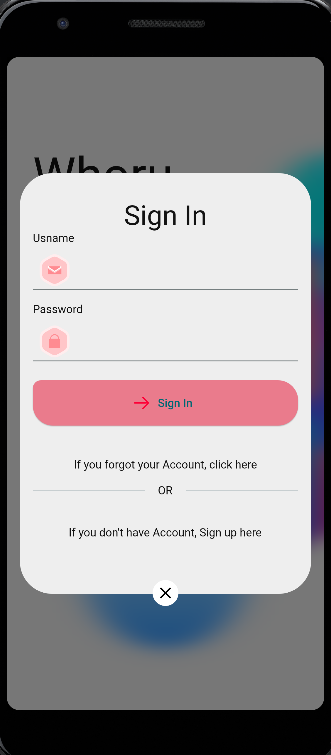 Whoru
Sign In
Usname
Password
Sign In
If you forgot your Account, click here
OR
If you don't have Account, Sign up here